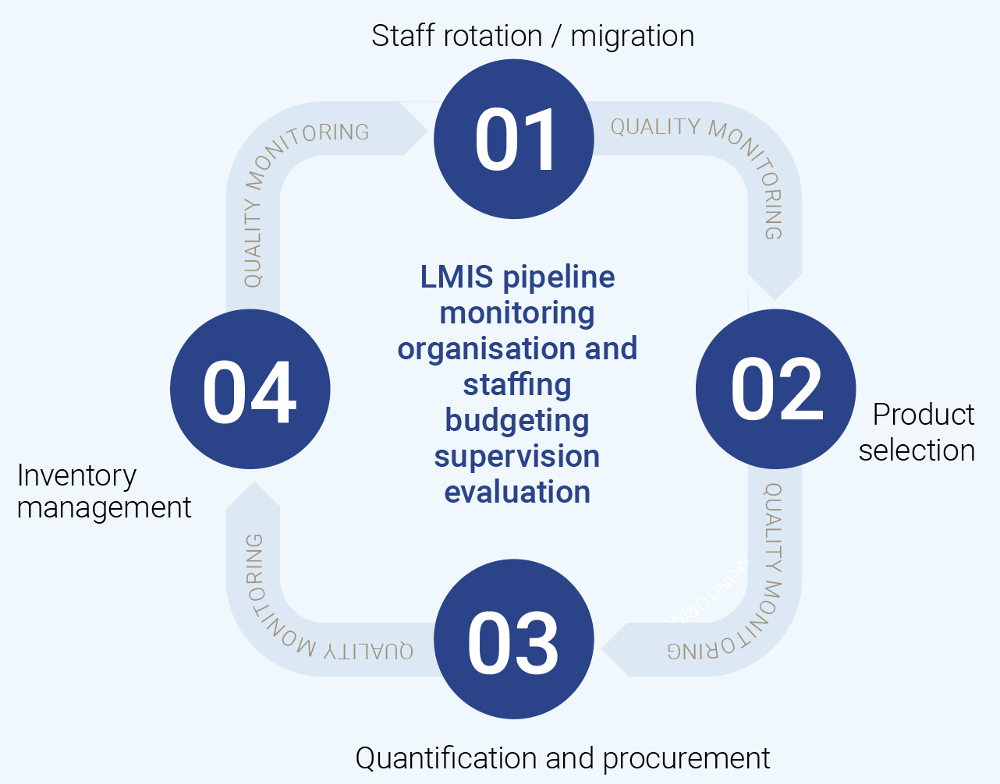 Staff rotation / migration
01
QUALITY MONITORING
QUALITY MONITORING
LMIS pipeline
monitoring
organisation and
staffing
budgeting
supervision
evaluation
04
02
Product
selection
Inventory
management
QUALITY MONITORING
MONITORING
QUALITY MONITORING
03
Quantification and procurement